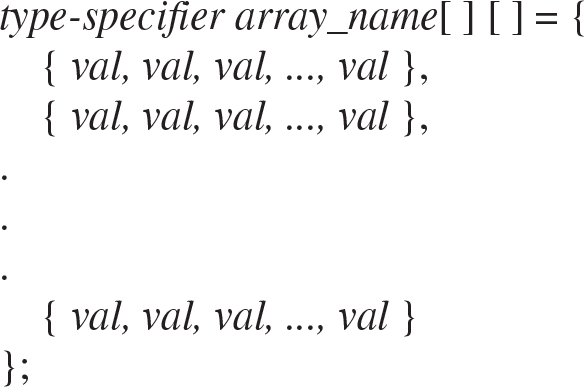 type-specifier array_name[ ] [ ] = {
{ val, val, val, ..., val },
{ val, val, val, ..., val },
.
.
.
{ val, val, val, ..., val }
};